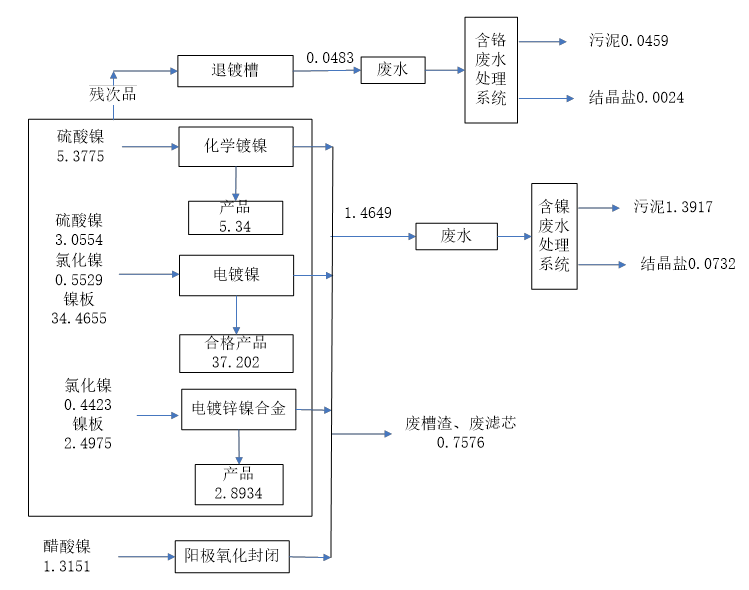 含铬
废水
处理
系统
污泥0.0459
结晶盐0.0024
0.0483
退镀槽
废水
残次品
硫酸镍
5.3775
化学镀镍
产品
5.34
硫酸镍
3.0554
氯化镍
0.5529
镍板
34.4655
电镀镍
合格产品
37.202
1.4649
废水
含镍
废水
处理
系统
污泥1.3917
结晶盐0.0732
氯化镍
0.4423
镍板
2.4975
电镀锌镍合金
产品
2.8934
废槽渣、废滤芯
0.7576
醋酸镍
1.3151
阳极氧化封闭